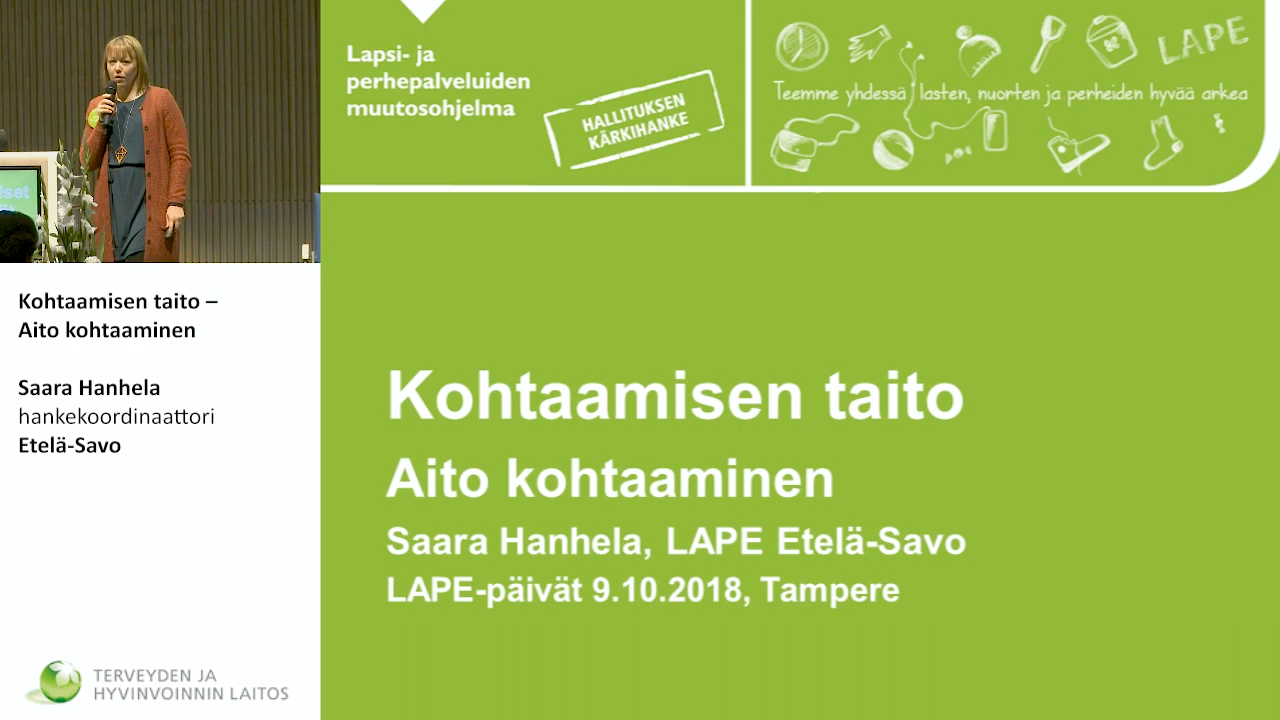 Lapsi- ja
perhepalveluiden
muutosohjelma
HALLITUKSEN
KÄRKIHANKE
LAPE
Teemme yhdessä lasten, nuorten ja perheiden hyvää arkea
Kohtaamisen taito –
Aito kohtaaminen
Saara Hanhela
hankekoordinaattori
Etelä-Savo
Kohtaamisen taito
Aito kohtaaminen
Saara Hanhela, LAPE Etelä-Savo
LAPE-päivät 9.10.2018, Tampere
TERVEYDEN JA
HYVINVOINNIN LAITOS